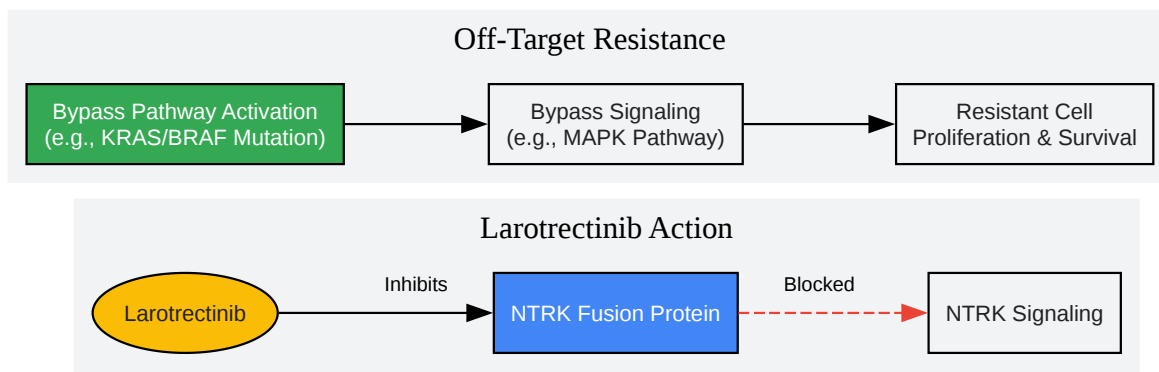 Off-Target Resistance
Bypass Pathway Activation
(e.g., KRAS/BRAF Mutation)
Bypass Signaling
(e.g., MAPK Pathway)
Resistant Cell
Proliferation & Survival
Larotrectinib Action
Larotrectinib
Inhibits
NTRK Fusion Protein
Blocked
NTRK Signaling